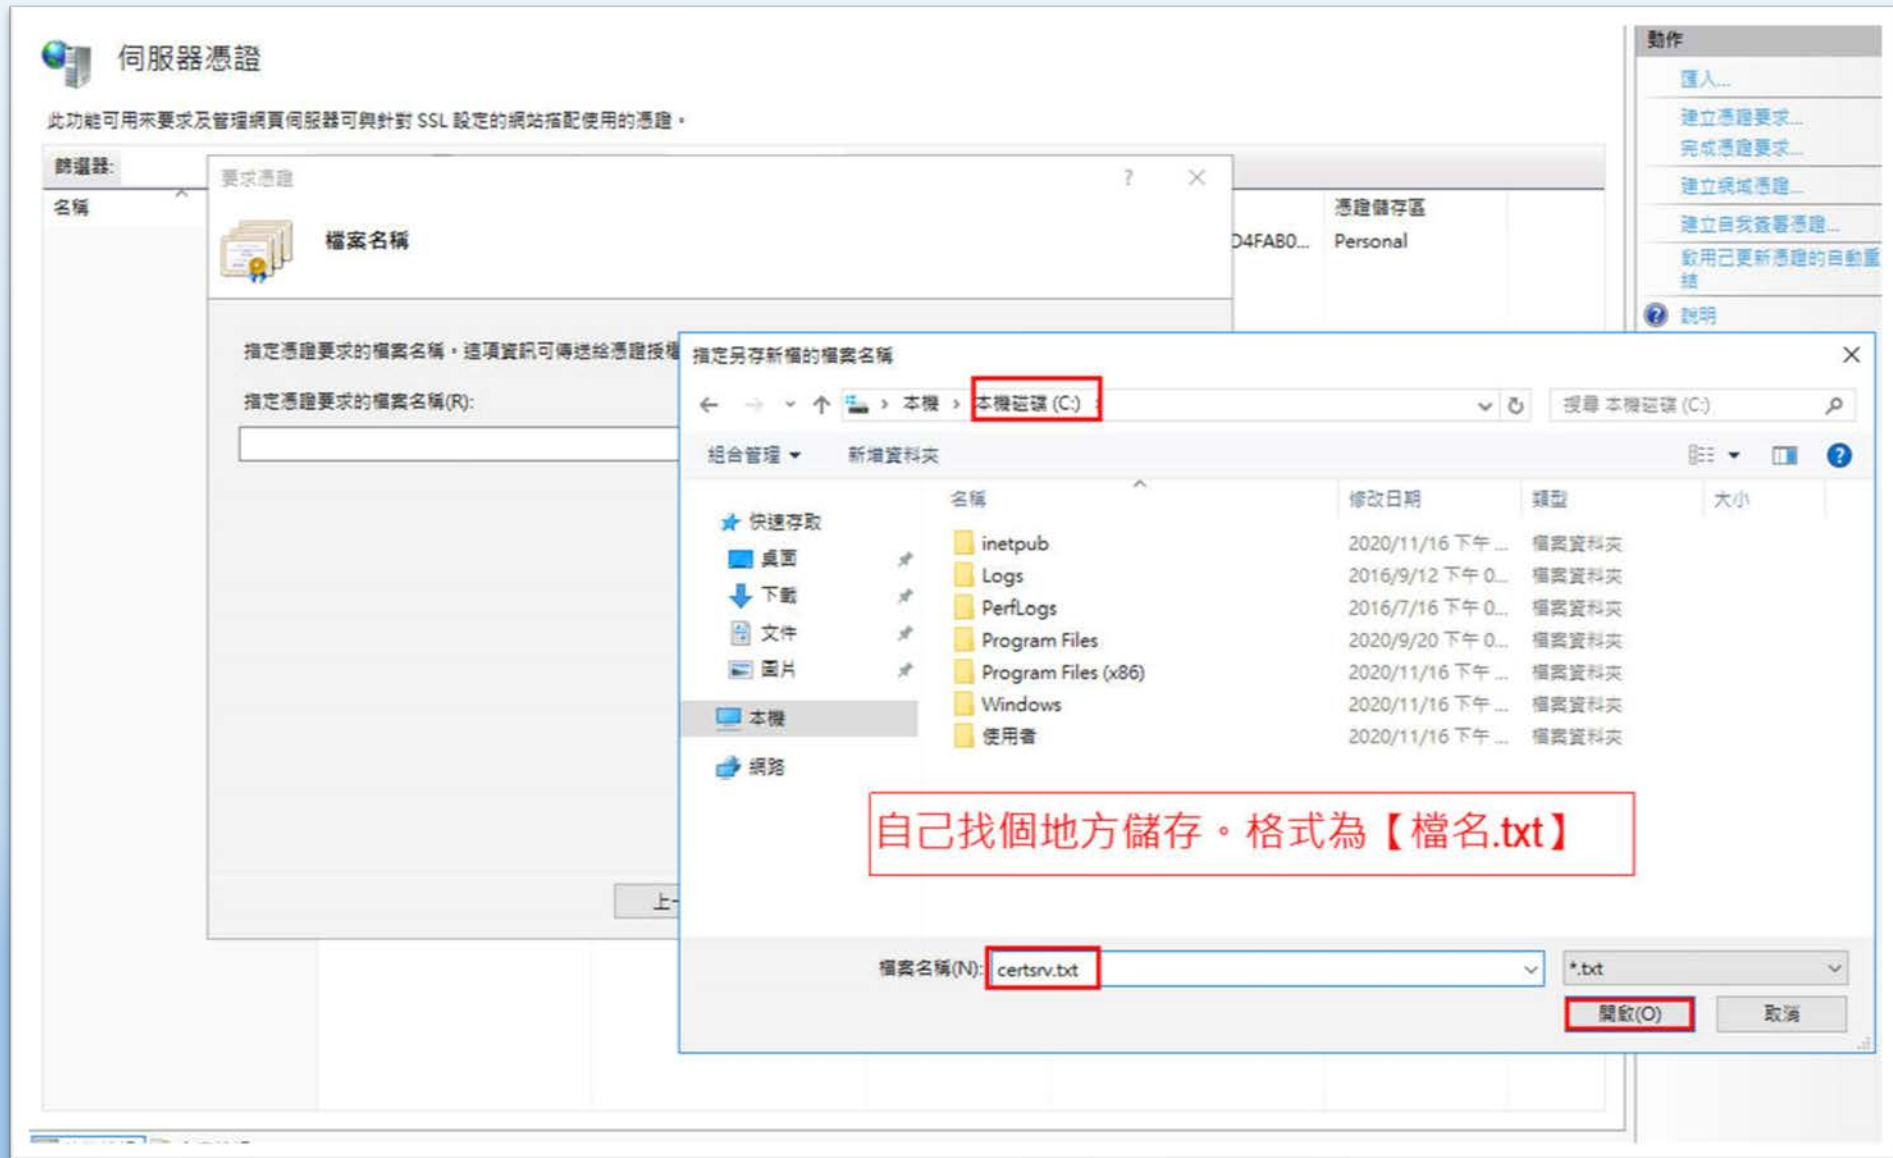 伺服器憑證
此功能可用來要求及管理網頁伺服器可與針對 SSL 設定的網站搭配使用的憑證。
篩選器:
名稱
憑證儲存區
D4FAB0... Personal
動作
匯入...
建立憑證要求...
完成憑證要求...
建立網域憑證...
建立自我簽署憑證...
啟用已更新憑證的自動重
結
說明
要求憑證
檔案名稱
指定憑證要求的檔案名稱。這項資訊可傳送給憑證授權
指定憑證要求的檔案名稱(R):
上一
指定另存新檔的檔案名稱
本機 › 本機磁碟 (C:)
搜尋 本機磁碟 (C:)
組合管理 新增資料夾
快速存取
桌面
下載
文件
圖片
本機
網路
名稱 修改日期 類型 大小
inetpub 2020/11/16 下午 ... 檔案資料夾
Logs 2016/9/12 下午 0... 檔案資料夾
PerfLogs 2016/7/16 下午 0... 檔案資料夾
Program Files 2020/9/20 下午 0... 檔案資料夾
Program Files (x86) 2020/11/16 下午 ... 檔案資料夾
Windows 2020/11/16 下午 ... 檔案資料夾
使用者 2020/11/16 下午 ... 檔案資料夾
自己找個地方儲存。格式為【檔名.txt】
檔案名稱(N): certsrv.txt *.txt
開啟(O) 取消